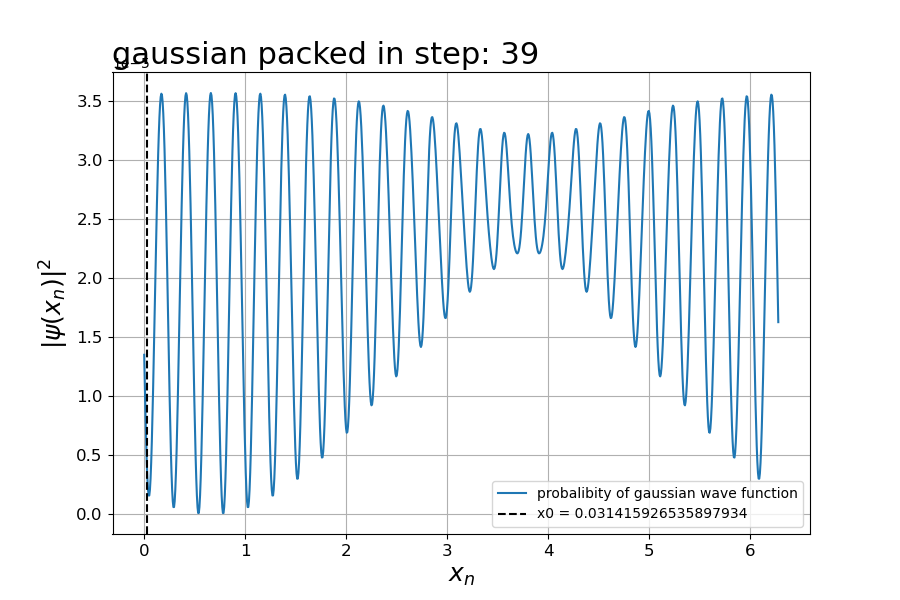 gaussian packed in step: 39
1e−5
3.5
3.0
2.5
2.0
1.5
1.0
0.5
0.0
|ψ(xₙ)|²
0 1 2 3 4 5 6
xₙ
probalibity of gaussian wave function
x0 = 0.031415926535897934